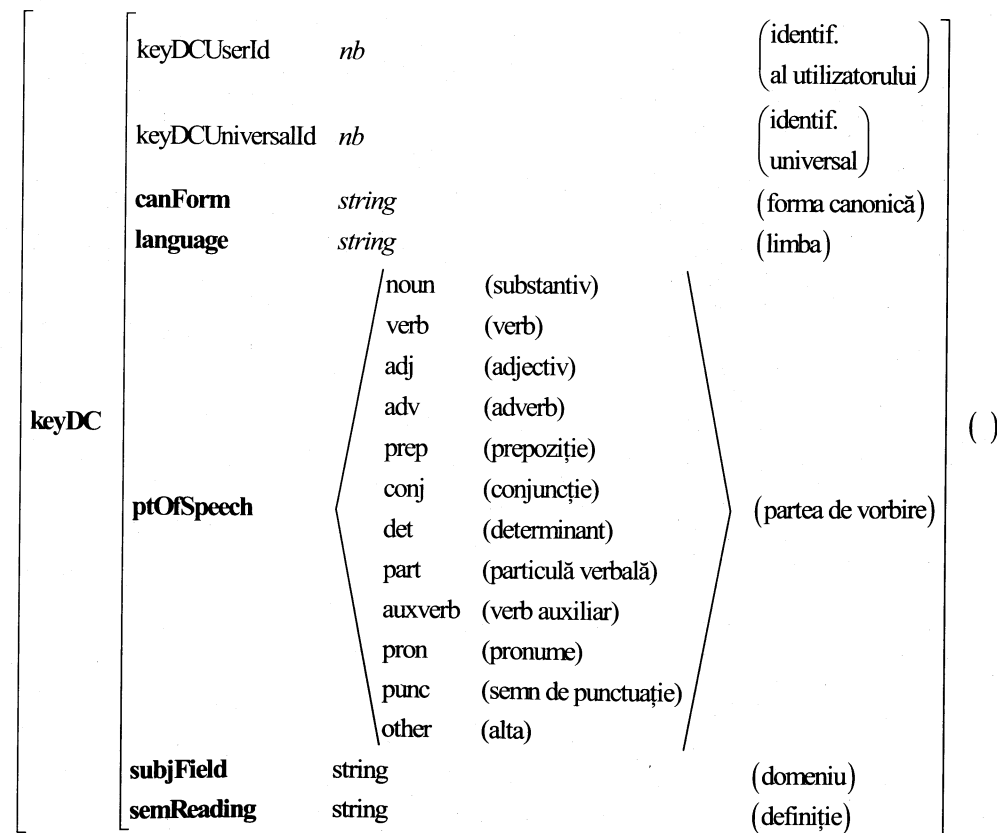 keyDCUserId nb (identif. al utilizatorului)
keyDCUniversalId nb (identif. universal)
canForm string (forma canonică)
language string (limba)
noun (substantiv)
verb (verb)
adj (adjectiv)
adv (adverb)
keyDC ( )
prep (prepoziție)
conj (conjuncție)
ptOfSpeech (partea de vorbire)
det (determinant)
part (particulă verbală)
auxverb (verb auxiliar)
pron (pronume)
punc (semn de punctuație)
other (alta)
subjField string (domeniu)
semReading string (definiție)